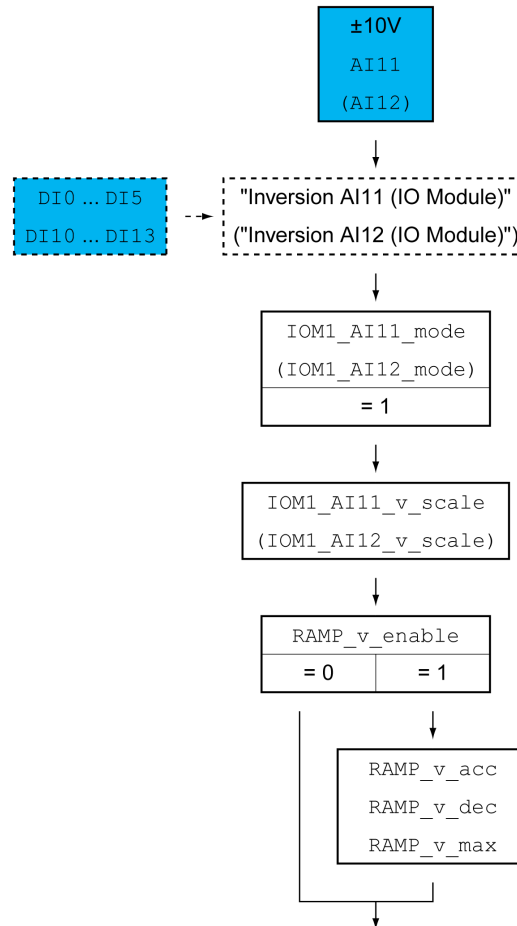 ±10V
AI11
(AI12)
DI0 ... DI5
DI10 ... DI13
"Inversion AI11 (IO Module)"
("Inversion AI12 (IO Module)")
IOM1_AI11_mode
(IOM1_AI12_mode)
= 1
IOM1_AI11_v_scale
(IOM1_AI12_v_scale)
RAMP_v_enable
= 0
= 1
RAMP_v_acc
RAMP_v_dec
RAMP_v_max